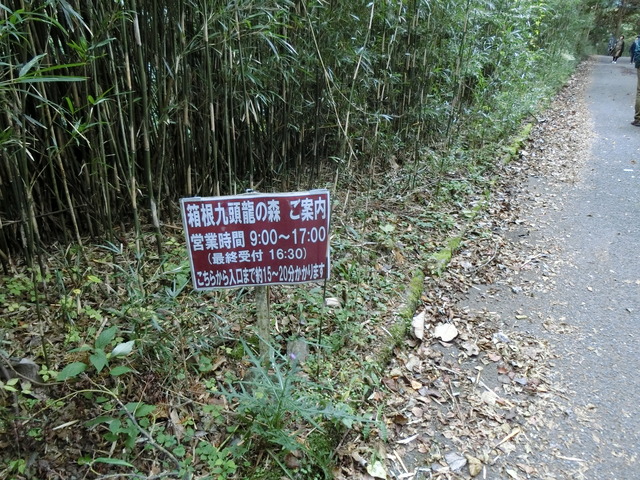 箱根九頭龍の森 ご案内
営業時間 9:00〜17:00
(最終受付 16:30)
こちらから入口まで約15〜20分かかります